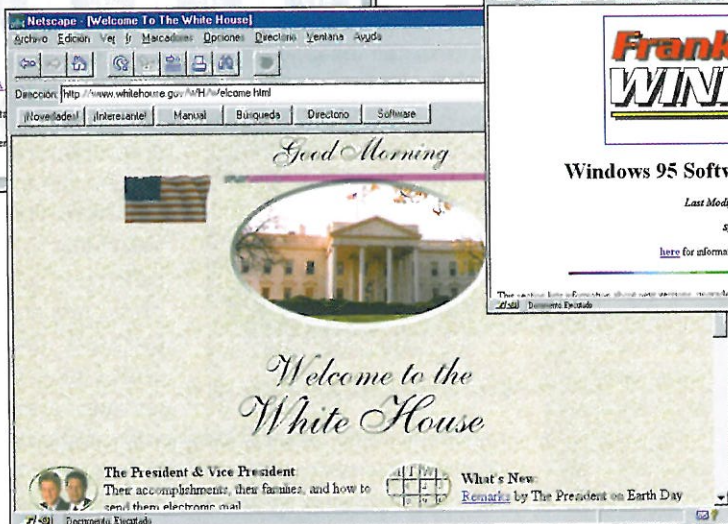 Netscape - [Welcome To The White House]
Archivo Edición Ver Ir Marcadores Opciones Directorio Ventana Ayuda
Dirección: http://www.whitehouse.gov/WH/Welcome.html
¡Novedades! ¡Interesante! Manual Búsqueda Directorio Software
Good Morning
Welcome to the
White House
The President & Vice President:
Their accomplishments, their families, and how to
send them electronic mail
What's New:
Remarks by The President on Earth Day
Documento: Ejecutado
Frank
WIND
Windows 95 Softw
Last Modi
here for informa
Documento: Ejecutado